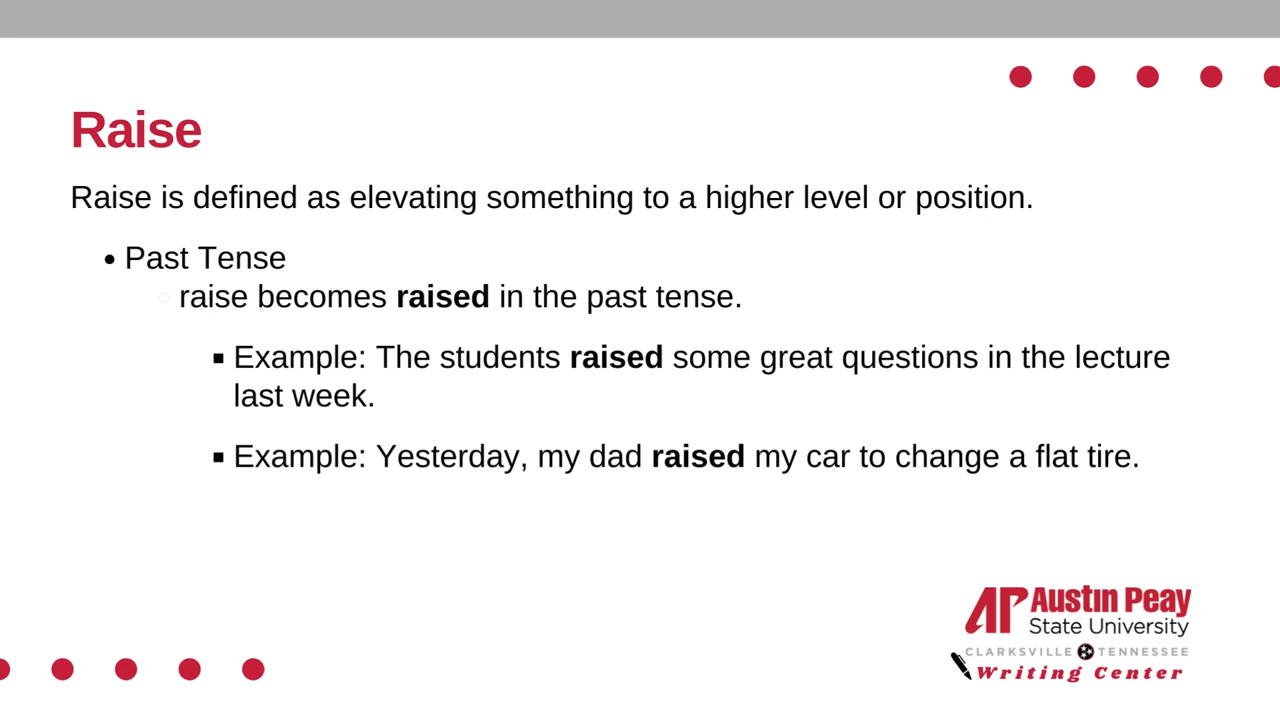 Raise
Raise is defined as elevating something to a higher level or position.
• Past Tense
raise becomes raised in the past tense.
▪ Example: The students raised some great questions in the lecture
last week.
▪ Example: Yesterday, my dad raised my car to change a flat tire.
AP Austin Peay
State University
CLARKSVILLE TENNESSEE
Writing Center